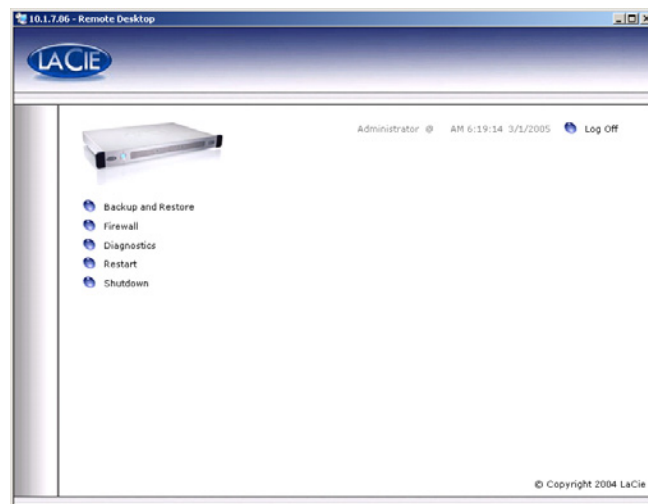 10.1.7.86 - Remote Desktop
LACIE
Administrator @ AM 6:19:14 3/1/2005 Log Off
Backup and Restore
Firewall
Diagnostics
Restart
Shutdown
© Copyright 2004 LaCie